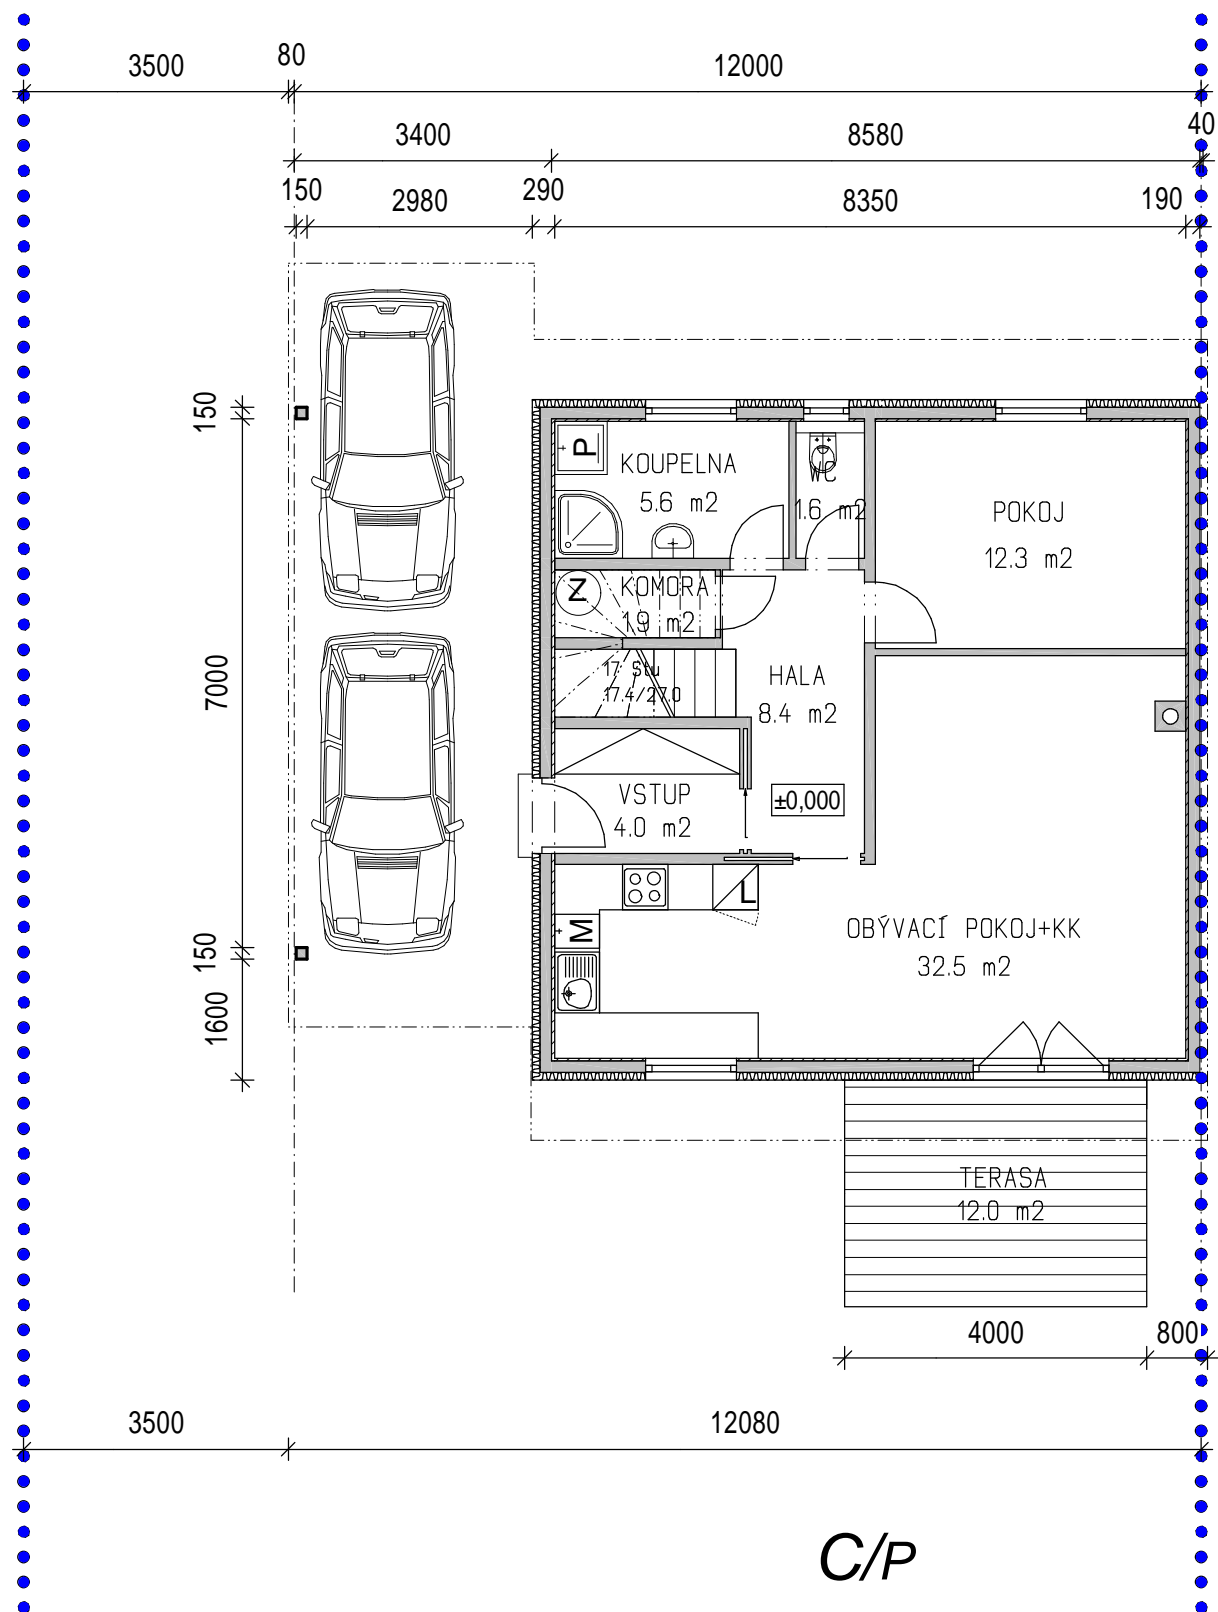 3500
80
12000
3400
8580
40
150
2980
290
8350
190
150
P
KOUPELNA
5.6 m2
WC
1.6 m2
POKOJ
12.3 m2
Z
KOMORA
1.9 m2
7000
17 Stu
17.4/27.0
HALA
8.4 m2
VSTUP
4.0 m2
±0,000
L
M
OBÝVACÍ POKOJ+KK
32.5 m2
150
1600
TERASA
12.0 m2
4000
800
3500
12080
C/P